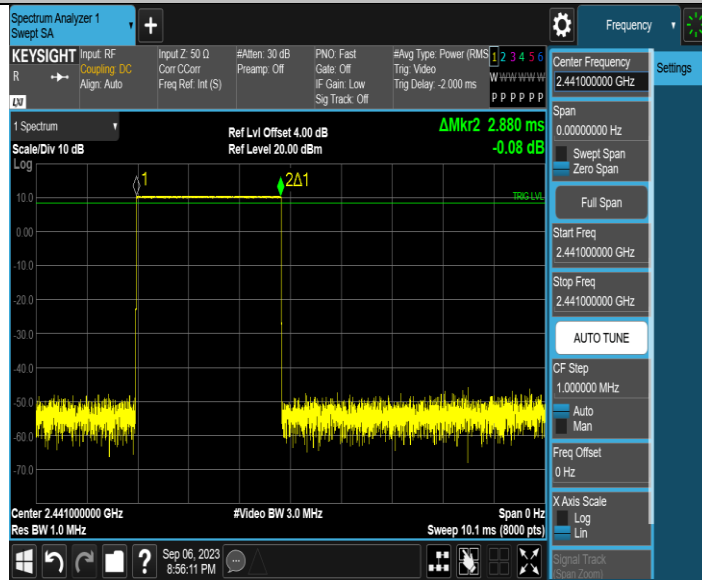 Spectrum Analyzer 1
Swept SA
Frequency
KEYSIGHT
R
LXI
Input: RF
Coupling: DC
Align: Auto
Input Z: 50 Ω
Corr CCorr
Freq Ref: Int (S)
#Atten: 30 dB
Preamp: Off
PNO: Fast
Gate: Off
IF Gain: Low
Sig Track: Off
#Avg Type: Power (RMS
Trig: Video
Trig Delay: -2.000 ms
1 2 3 4 5 6
W W W W W W
P P P P P P
1 Spectrum
Scale/Div 10 dB
Ref Lvl Offset 4.00 dB
Ref Level 20.00 dBm
ΔMkr2 2.880 ms
-0.08 dB
Log
1
2Δ1
TRIG LVL
10.0
0.00
-10.0
-20.0
-30.0
-40.0
-50.0
-60.0
-70.0
Center 2.441000000 GHz
#Video BW 3.0 MHz
Span 0 Hz
Res BW 1.0 MHz
Sweep 10.1 ms (8000 pts)
Sep 06, 2023
8:56:11 PM
Center Frequency
2.441000000 GHz
Settings
Span
0.00000000 Hz
Swept Span
Zero Span
Full Span
Start Freq
2.441000000 GHz
Stop Freq
2.441000000 GHz
AUTO TUNE
CF Step
1.000000 MHz
Auto
Man
Freq Offset
0 Hz
X Axis Scale
Log
Lin
Signal Track
(Span Zoom)